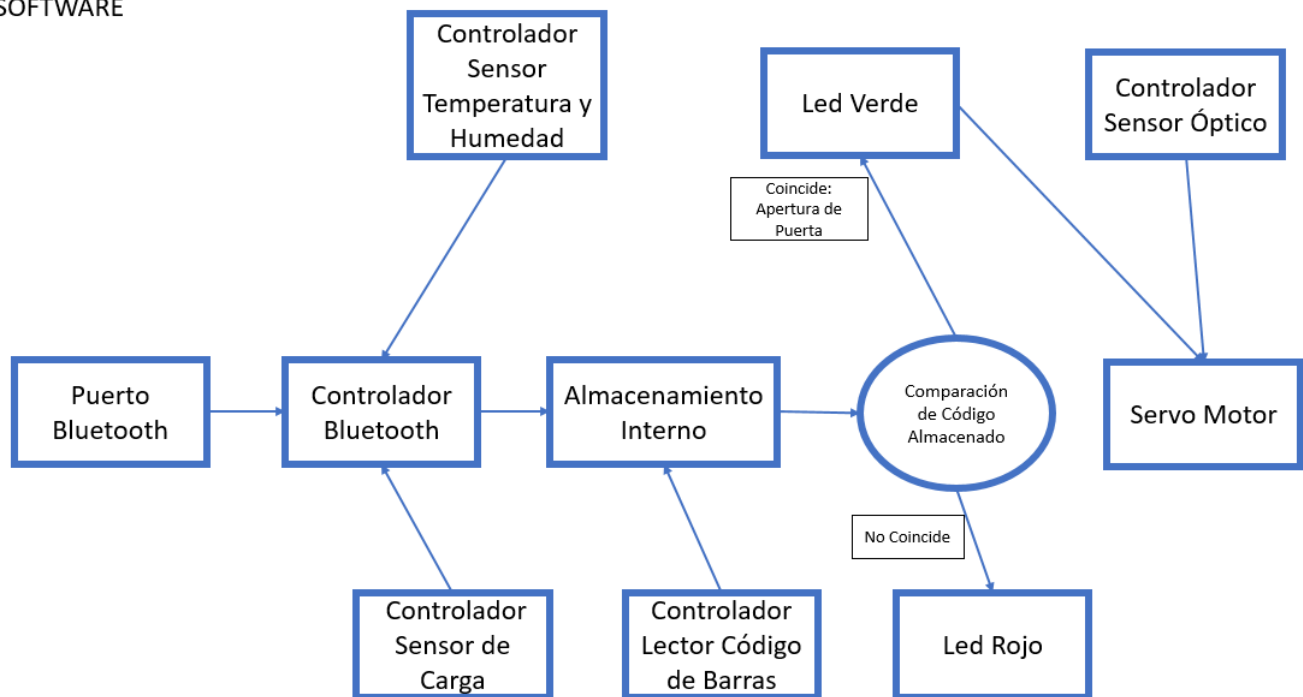 SOFTWARE
Controlador
Sensor
Temperatura y
Humedad
Led Verde
Controlador
Sensor Óptico
Coincide:
Apertura de
Puerta
Puerto
Bluetooth
Controlador
Bluetooth
Almacenamiento
Interno
Comparación
de Código
Almacenado
Servo Motor
No Coincide
Controlador
Sensor de
Carga
Controlador
Lector Código
de Barras
Led Rojo